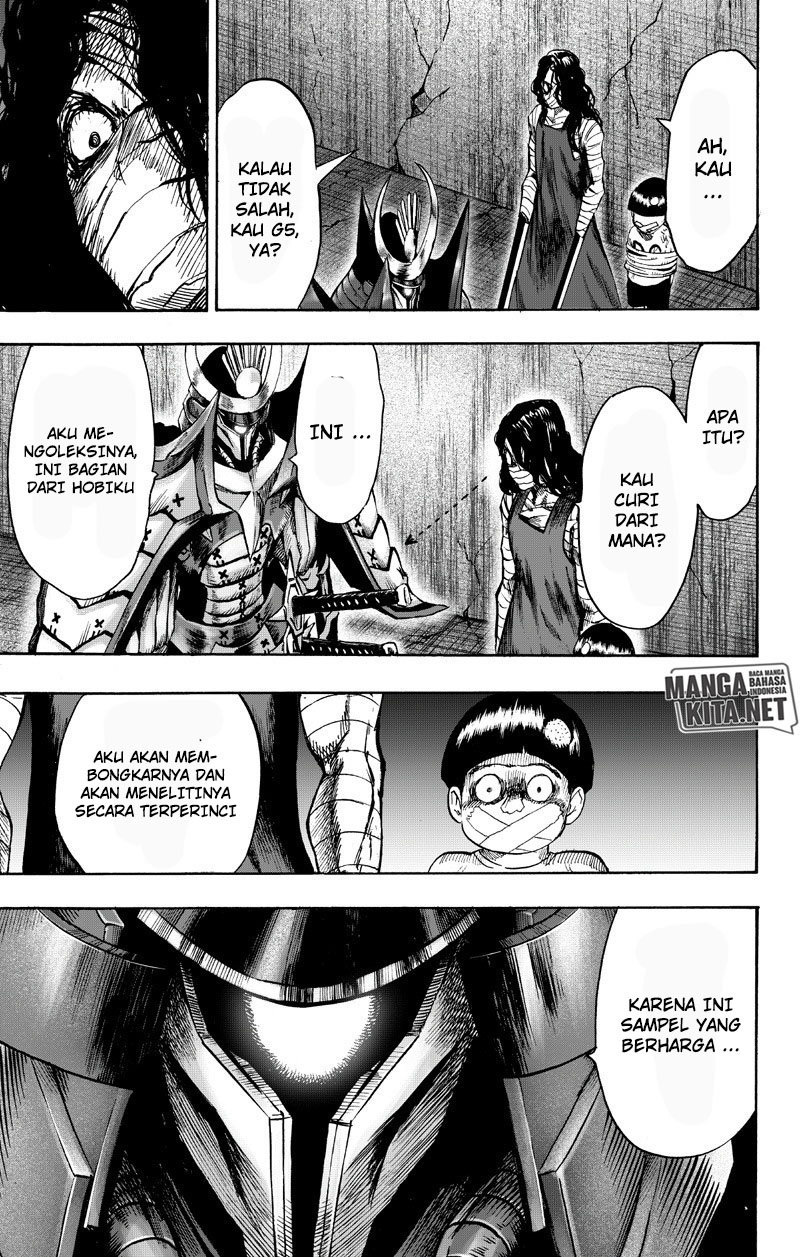 AH,
KAU
...
KALAU
TIDAK
SALAH,
KAU G5,
YA?
APA
ITU?
KAU
CURI
DARI
MANA?
INI ...
AKU ME-
NGOLEKSINYA,
INI BAGIAN
DARI HOBIKU
MANGA
KITA.NET
BACA MANGA
BAHASA
INDONESIA
AKU AKAN MEM-
BONGKARNYA DAN
AKAN MENELITINYA
SECARA TERPERINCI
KARENA INI
SAMPEL YANG
BERHARGA ...